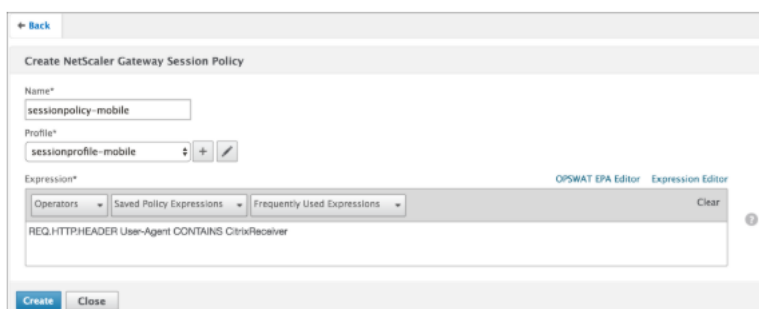 ← Back
Create NetScaler Gateway Session Policy
Name*
sessionpolicy-mobile
Profile*
sessionprofile-mobile
+
Expression*
OPSWAT EPA Editor Expression Editor
Operators Saved Policy Expressions Frequently Used Expressions Clear
REQ.HTTP.HEADER User-Agent CONTAINS CitrixReceiver
?
Create Close